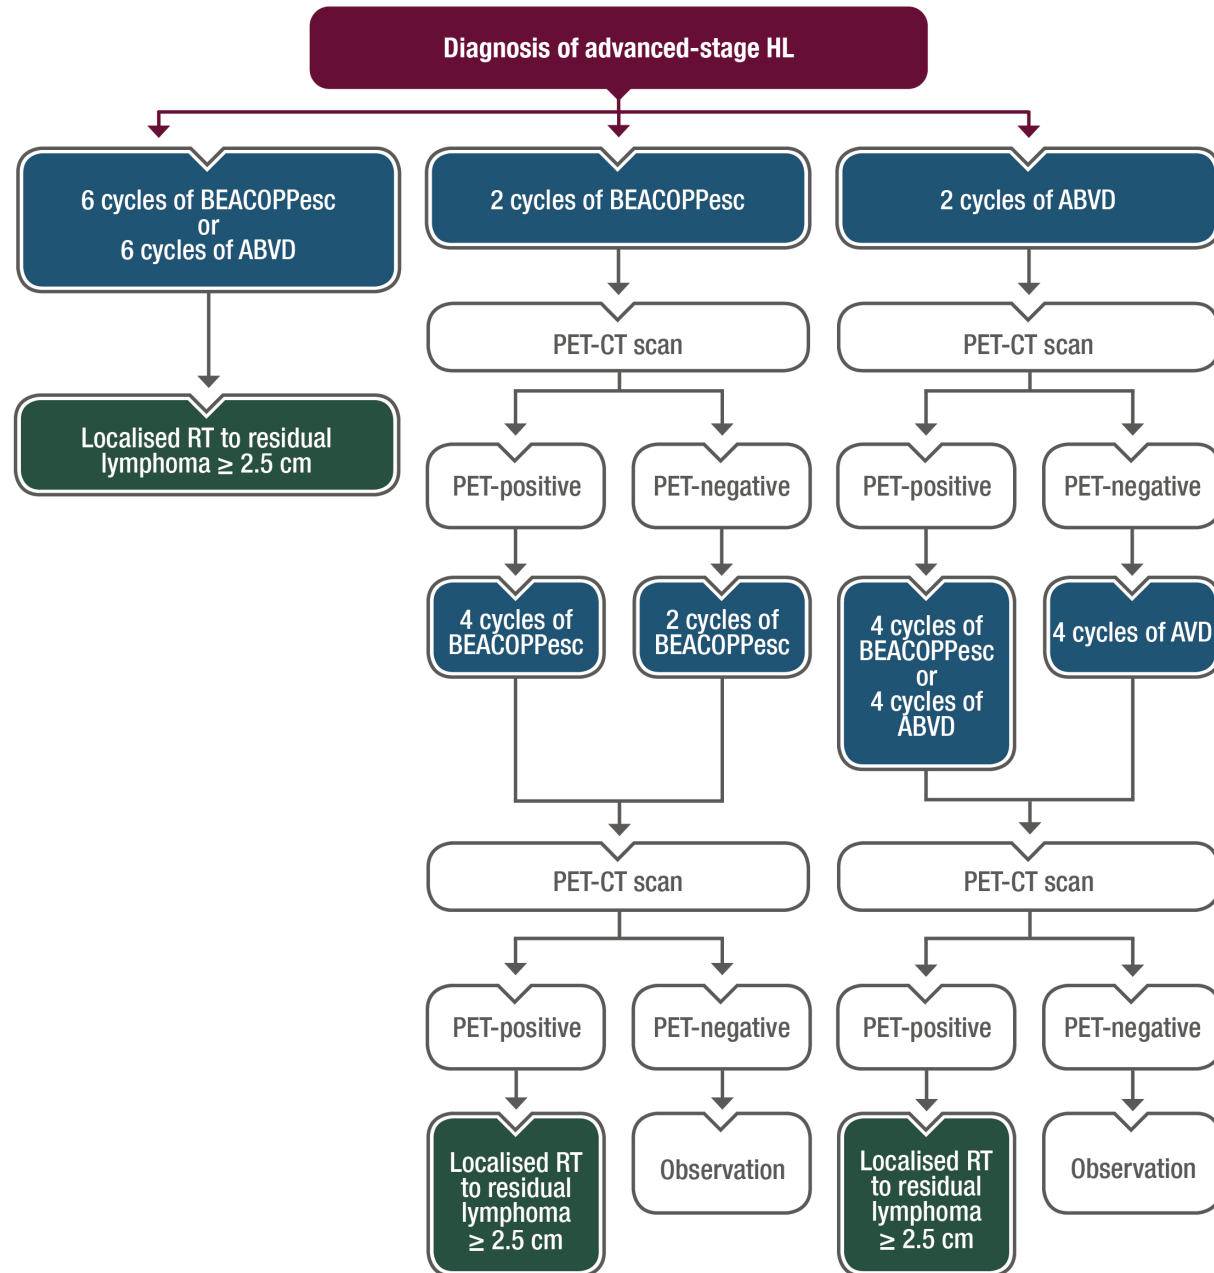 Diagnosis of advanced-stage HL
6 cycles of BEACOPPesc
or
6 cycles of ABVD
2 cycles of BEACOPPesc
2 cycles of ABVD
PET-CT scan
PET-CT scan
Localised RT to residual
lymphoma ≥ 2.5 cm
PET-positive
PET-negative
PET-positive
PET-negative
4 cycles of
BEACOPPesc
2 cycles of
BEACOPPesc
4 cycles of
BEACOPPesc
or
4 cycles of
ABVD
4 cycles of AVD
PET-CT scan
PET-CT scan
PET-positive
PET-negative
PET-positive
PET-negative
Localised RT
to residual
lymphoma
≥ 2.5 cm
Observation
Localised RT
to residual
lymphoma
≥ 2.5 cm
Observation